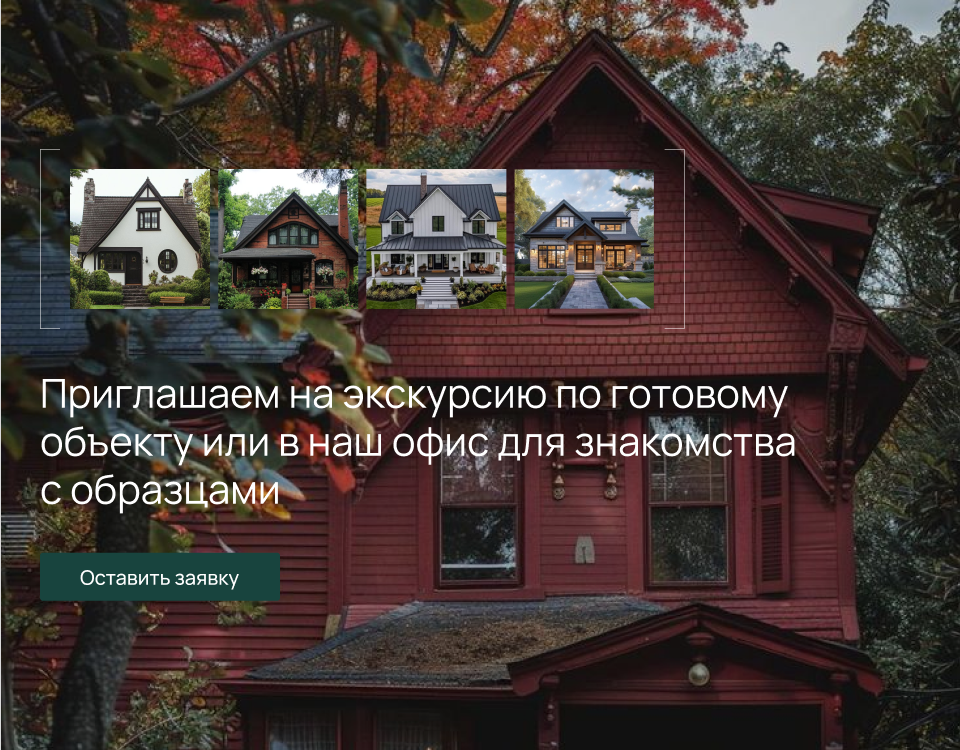 Приглашаем на экскурсию по готовому
объекту или в наш офис для знакомства
с образцами
Оставить заявку